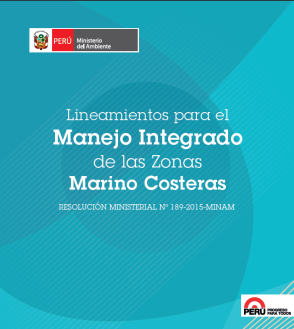 PERÚ Ministerio
del Ambiente
Lineamientos para el
Manejo Integrado
de las Zonas
Marino Costeras
RESOLUCIÓN MINISTERIAL Nº 189-2015-MINAM
PERÚ PROGRESO
PARA TODOS